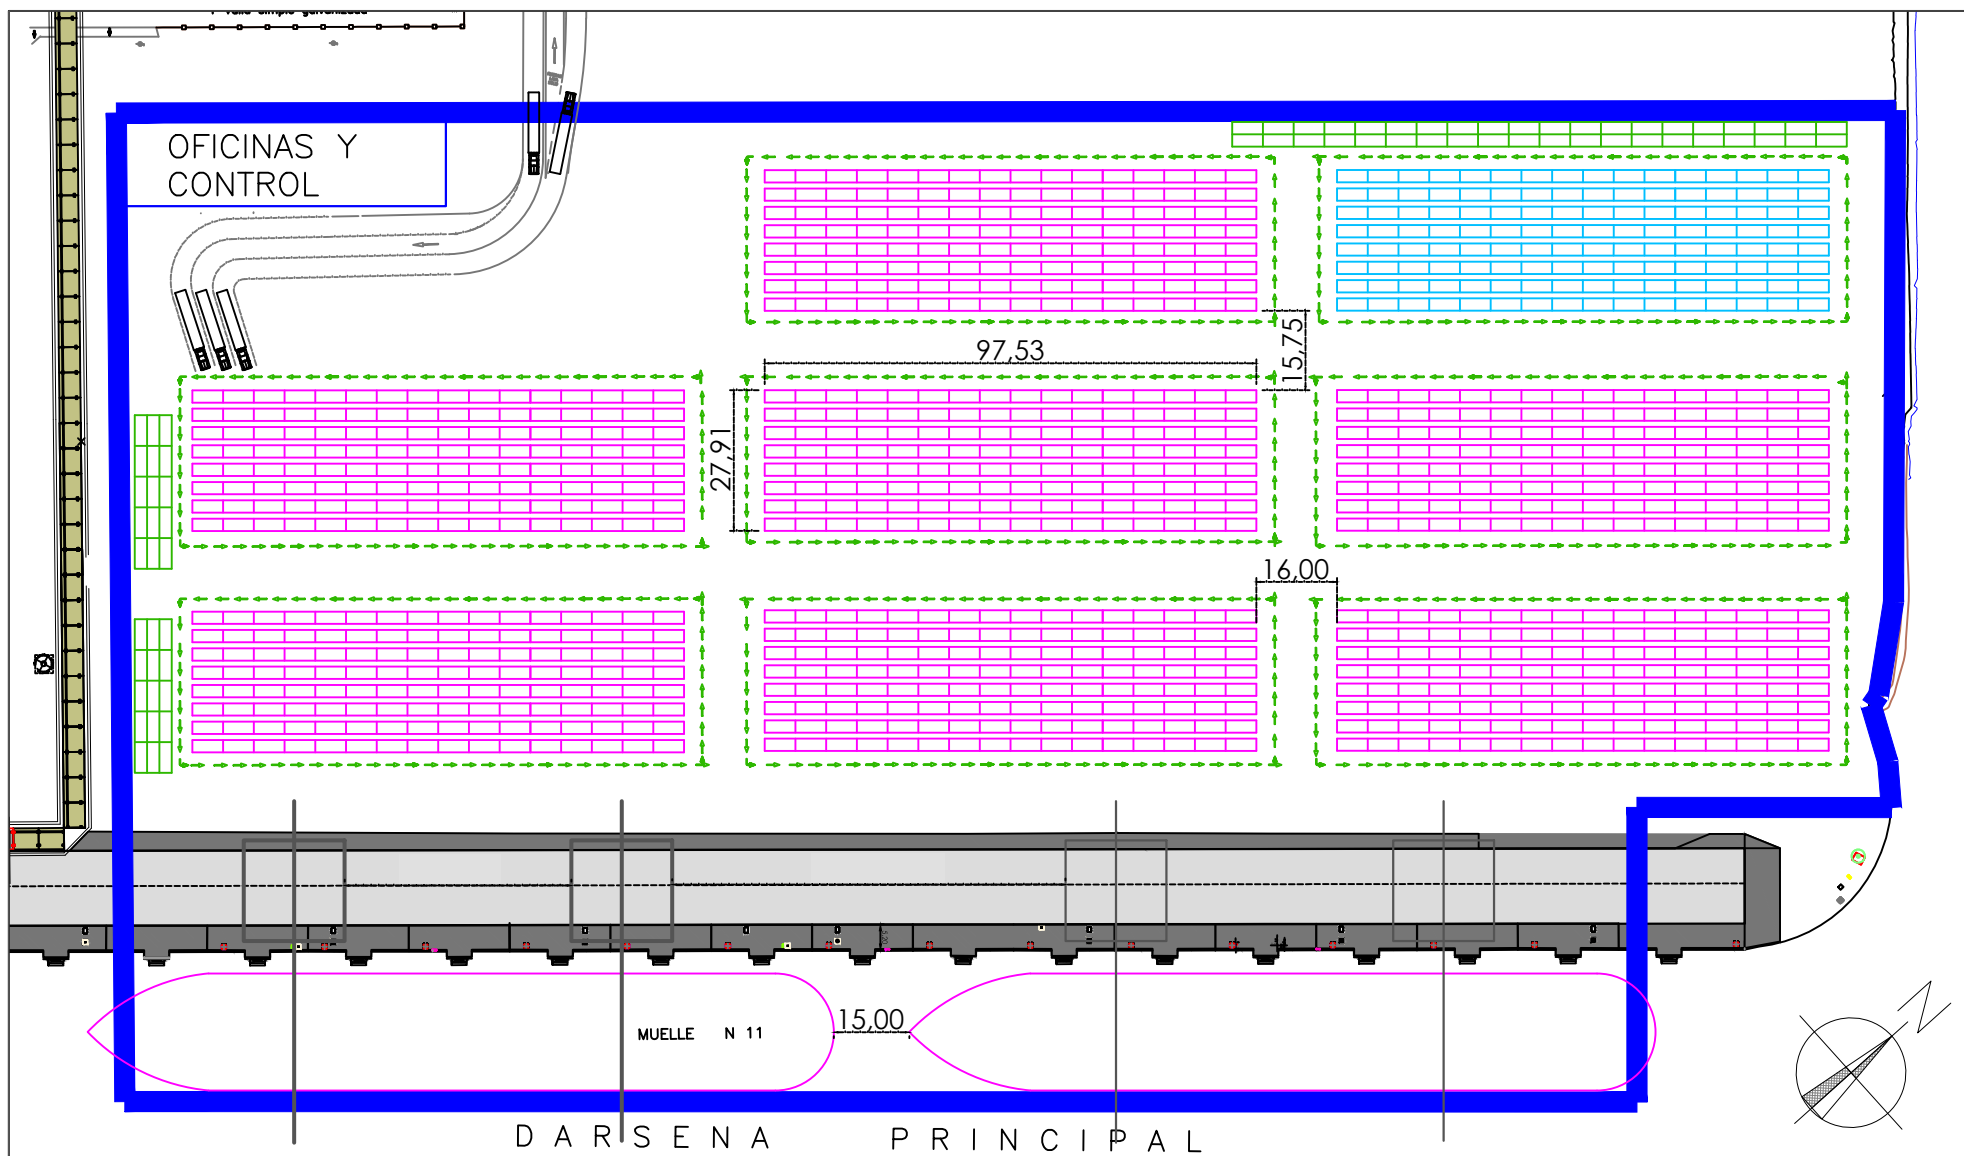 OFICINAS Y
CONTROL
97,53
15,75
27,91
16,00
MUELLE N 11
15,00
N
DARSENA PRINCIPAL